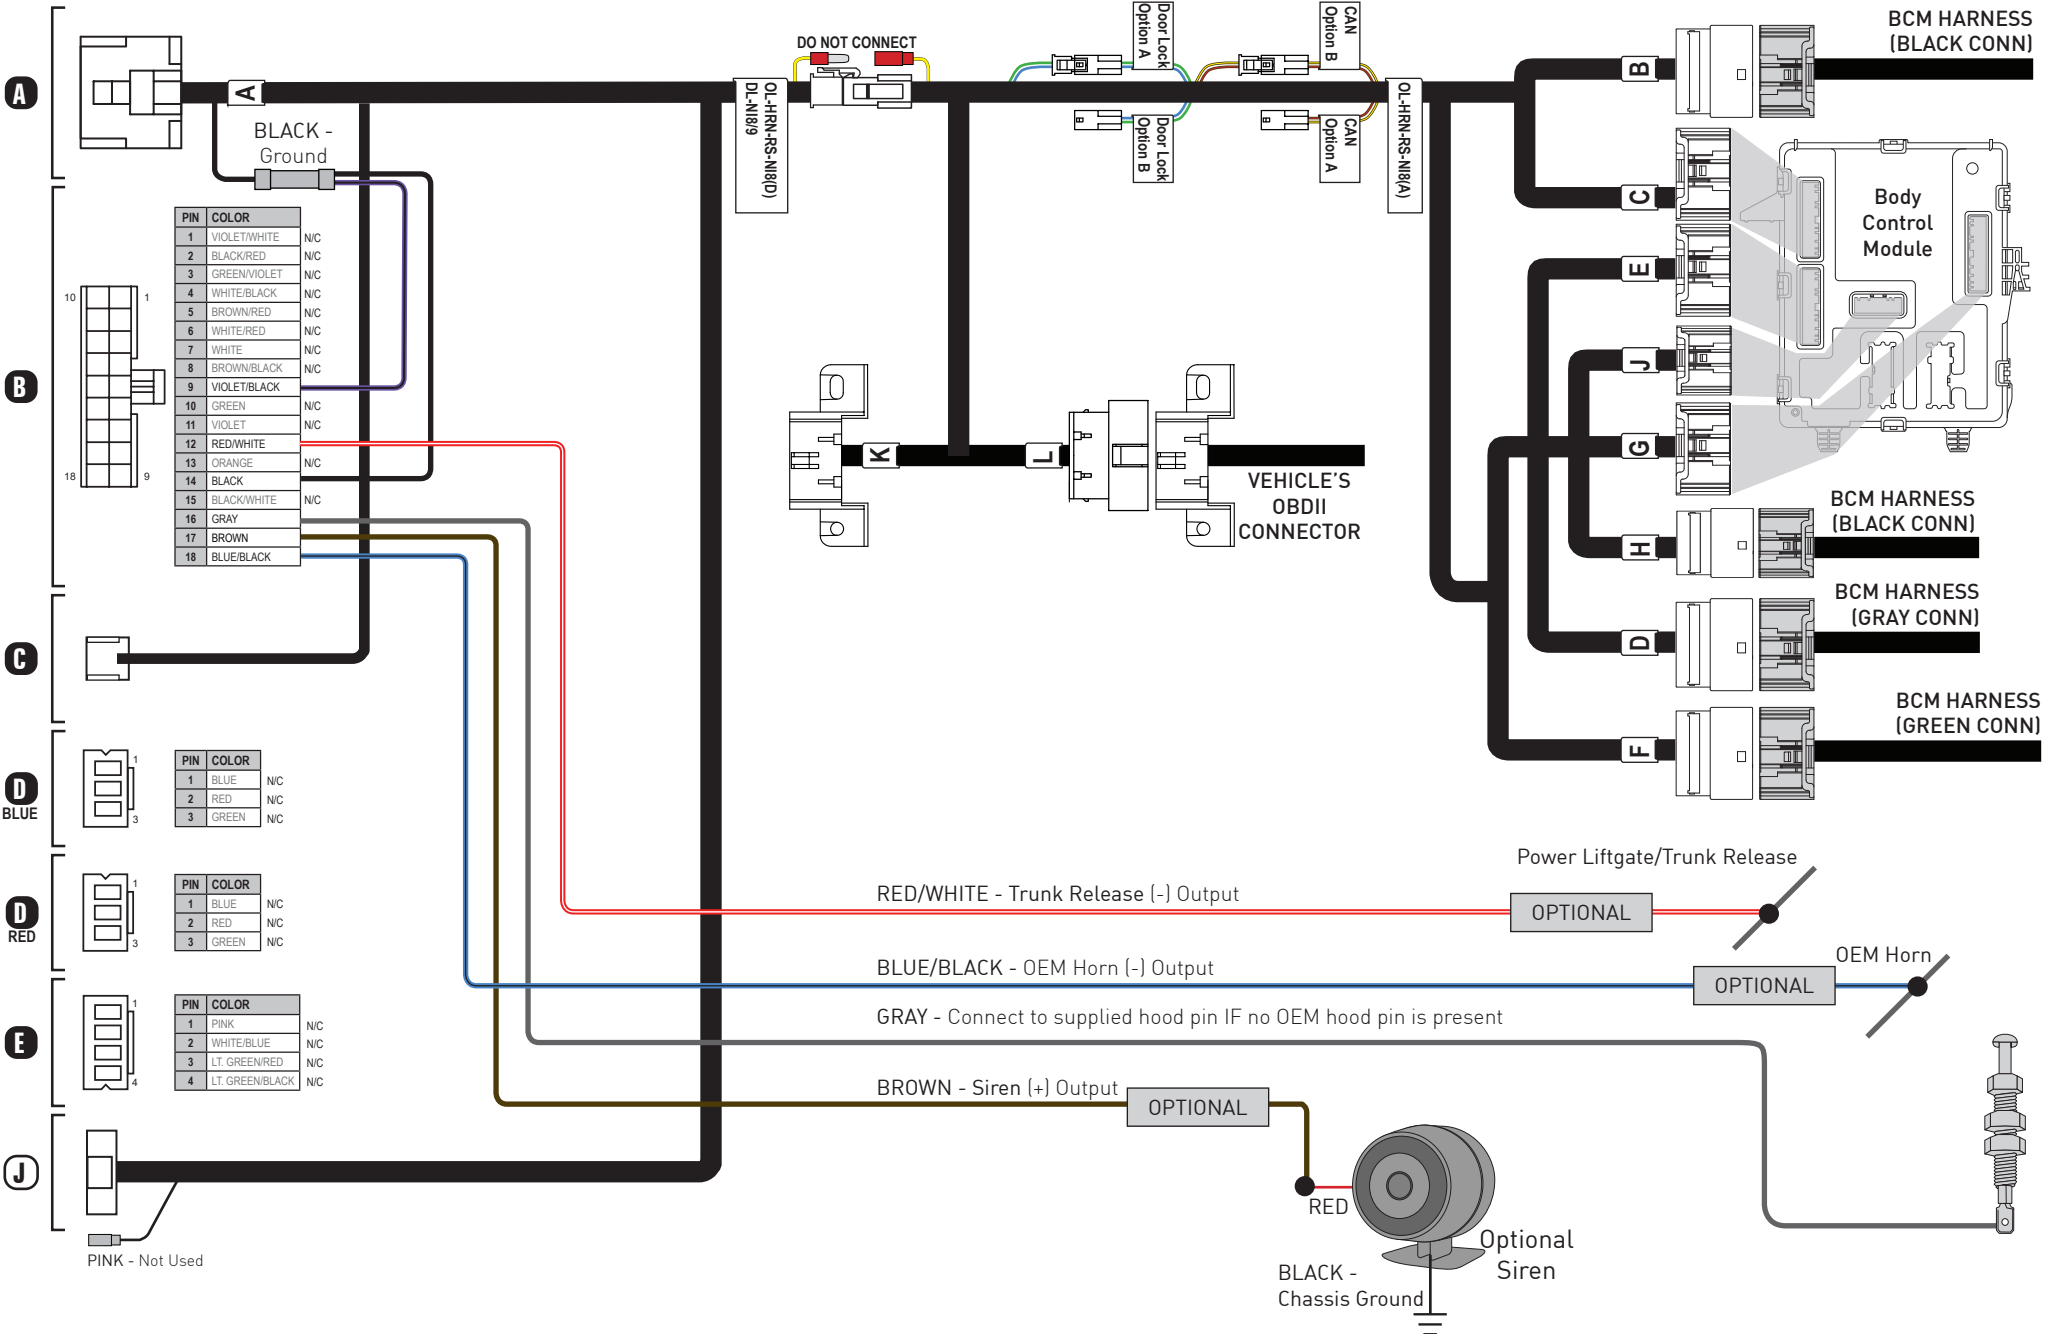 A
A
BLACK -
Ground
DO NOT CONNECT
OL-HRN-RS-NI8(D)
DL-NI8/9
Door Lock
Option A
Door Lock
Option B
CAN
Option B
CAN
Option A
OL-HRN-RS-NI8(A)
B
BCM HARNESS
(BLACK CONN)
C
Body
Control
Module
E
J
G
H
BCM HARNESS
(BLACK CONN)
D
BCM HARNESS
(GRAY CONN)
F
BCM HARNESS
(GREEN CONN)
K
L
VEHICLE'S
OBDII
CONNECTOR
B
10 1
18 9
PIN COLOR
1 VIOLET/WHITE N/C
2 BLACK/RED N/C
3 GREEN/VIOLET N/C
4 WHITE/BLACK N/C
5 BROWN/RED N/C
6 WHITE/RED N/C
7 WHITE N/C
8 BROWN/BLACK N/C
9 VIOLET/BLACK
10 GREEN N/C
11 VIOLET N/C
12 RED/WHITE
13 ORANGE N/C
14 BLACK
15 BLACK/WHITE N/C
16 GRAY
17 BROWN
18 BLUE/BLACK
C
D
BLUE
1
3
PIN COLOR
1 BLUE N/C
2 RED N/C
3 GREEN N/C
D
RED
1
3
PIN COLOR
1 BLUE N/C
2 RED N/C
3 GREEN N/C
E
1
4
PIN COLOR
1 PINK N/C
2 WHITE/BLUE N/C
3 LT. GREEN/RED N/C
4 LT. GREEN/BLACK N/C
J
PINK - Not Used
Power Liftgate/Trunk Release
RED/WHITE - Trunk Release (-) Output
OPTIONAL
OEM Horn
BLUE/BLACK - OEM Horn (-) Output
OPTIONAL
GRAY - Connect to supplied hood pin IF no OEM hood pin is present
BROWN - Siren (+) Output
OPTIONAL
RED
Optional
Siren
BLACK -
Chassis Ground